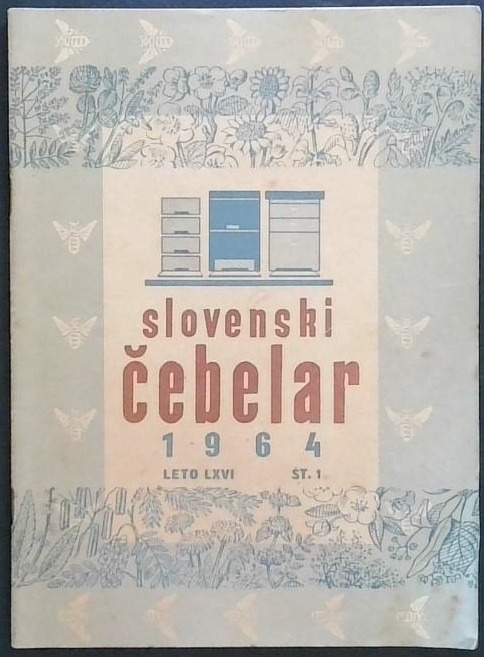 slovenski
čebelar
1964
LETO LXVI ŠT. 1